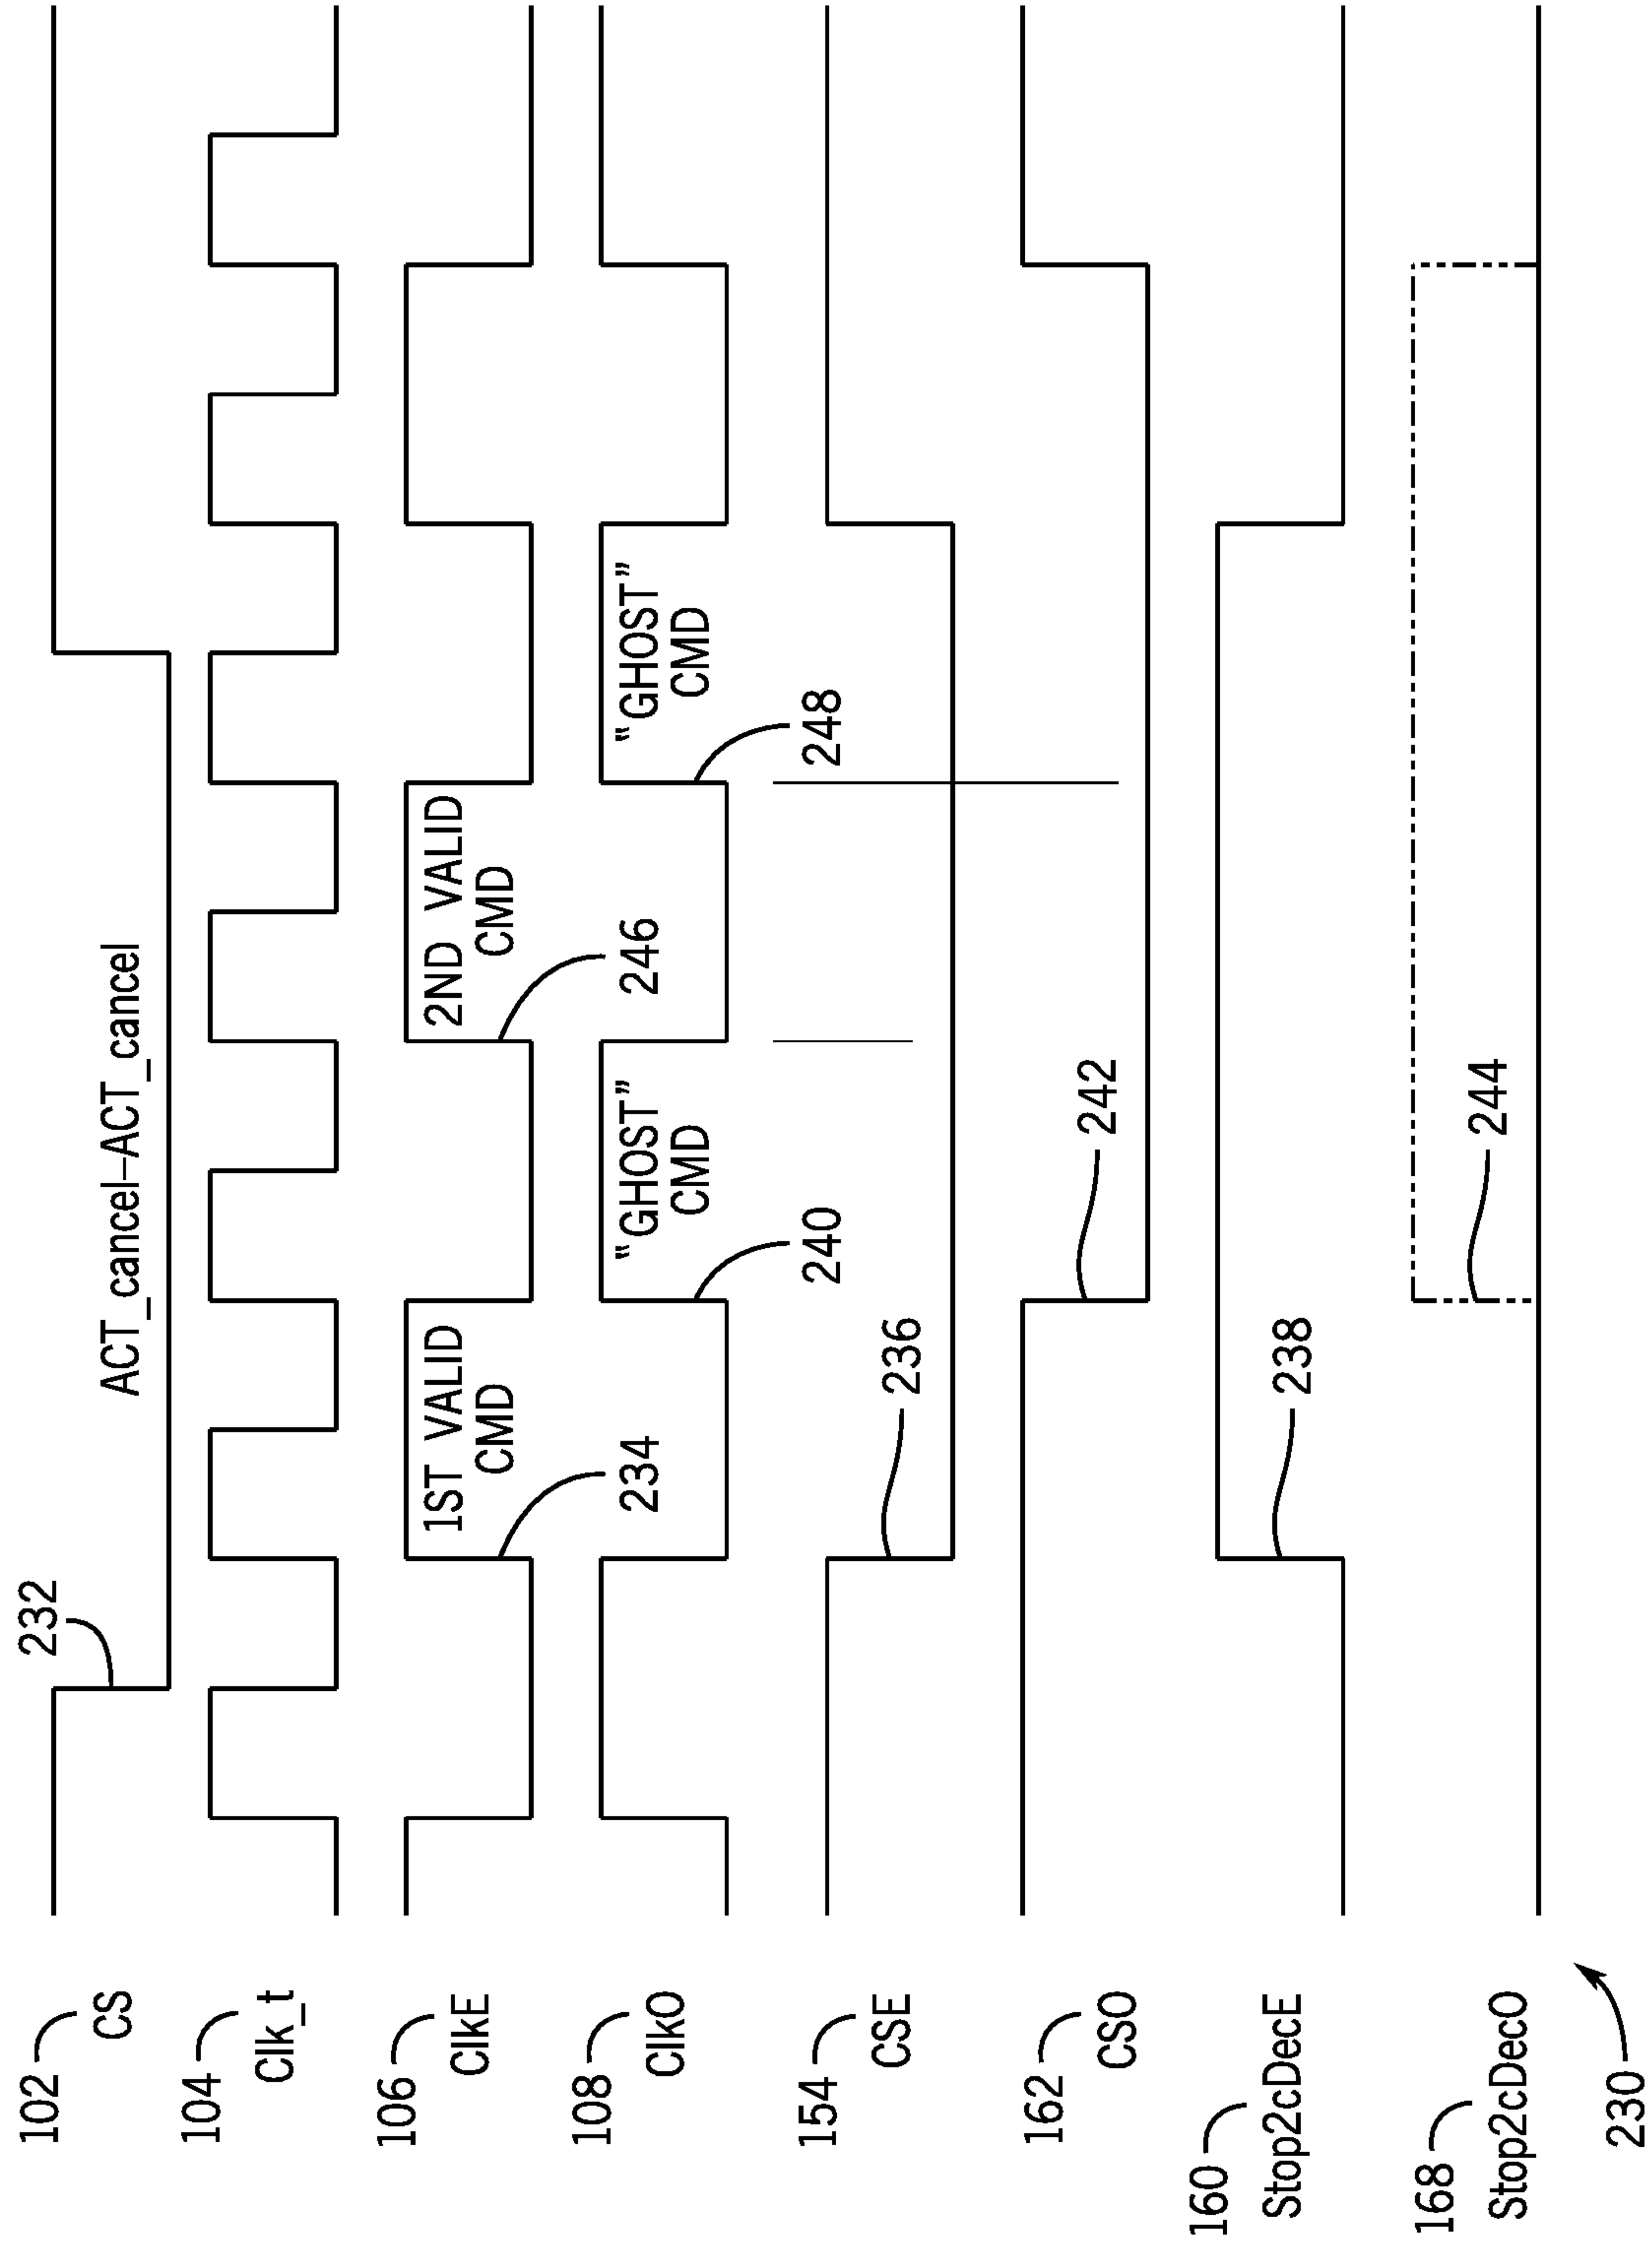 102
CS
232
ACT_cancel–ACT_cancel
104
Clk_t
106
ClkE
1ST VALID
CMD
234
2ND VALID
CMD
246
108
ClkO
"GHOST"
CMD
240
"GHOST"
CMD
248
154
CSE
236
162
CSO
242
160
Stop2cDecE
238
168
Stop2cDecO
244
230